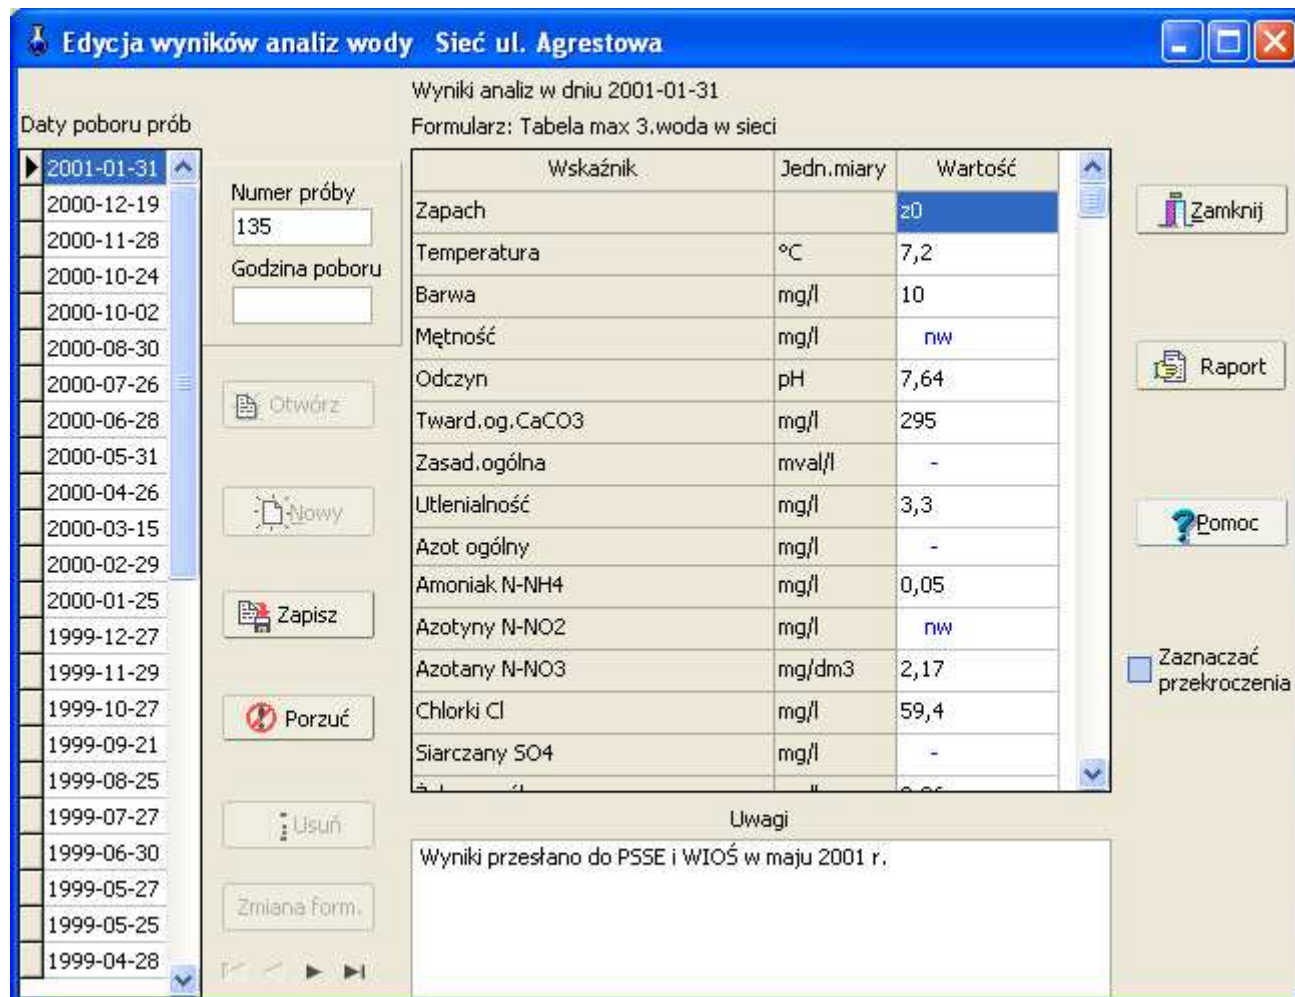 Edycja wyników analiz wody Sieć ul. Agrestowa
Wyniki analiz w dniu 2001-01-31
Daty poboru prób
Formularz: Tabela max 3.woda w sieci
2001-01-31
2000-12-19
2000-11-28
2000-10-24
2000-10-02
2000-08-30
2000-07-26
2000-06-28
2000-05-31
2000-04-26
2000-03-15
2000-02-29
2000-01-25
1999-12-27
1999-11-29
1999-10-27
1999-09-21
1999-08-25
1999-07-27
1999-06-30
1999-05-27
1999-05-25
1999-04-28
Numer próby
135
Godzina poboru
Otwórz
Nowy
Zapisz
Porzuć
Usuń
Zmiana form.
Wskaźnik Jedn.miary Wartość
Zapach z0
Temperatura °C 7,2
Barwa mg/l 10
Mętność mg/l nw
Odczyn pH 7,64
Tward.og.CaCO3 mg/l 295
Zasad.ogólna mval/l -
Utlenialność mg/l 3,3
Azot ogólny mg/l -
Amoniak N-NH4 mg/l 0,05
Azotyny N-NO2 mg/l nw
Azotany N-NO3 mg/dm3 2,17
Chlorki Cl mg/l 59,4
Siarczany SO4 mg/l -
Uwagi
Wyniki przesłano do PSSE i WIOŚ w maju 2001 r.
Zamknij
Raport
Pomoc
Zaznaczać
przekroczenia